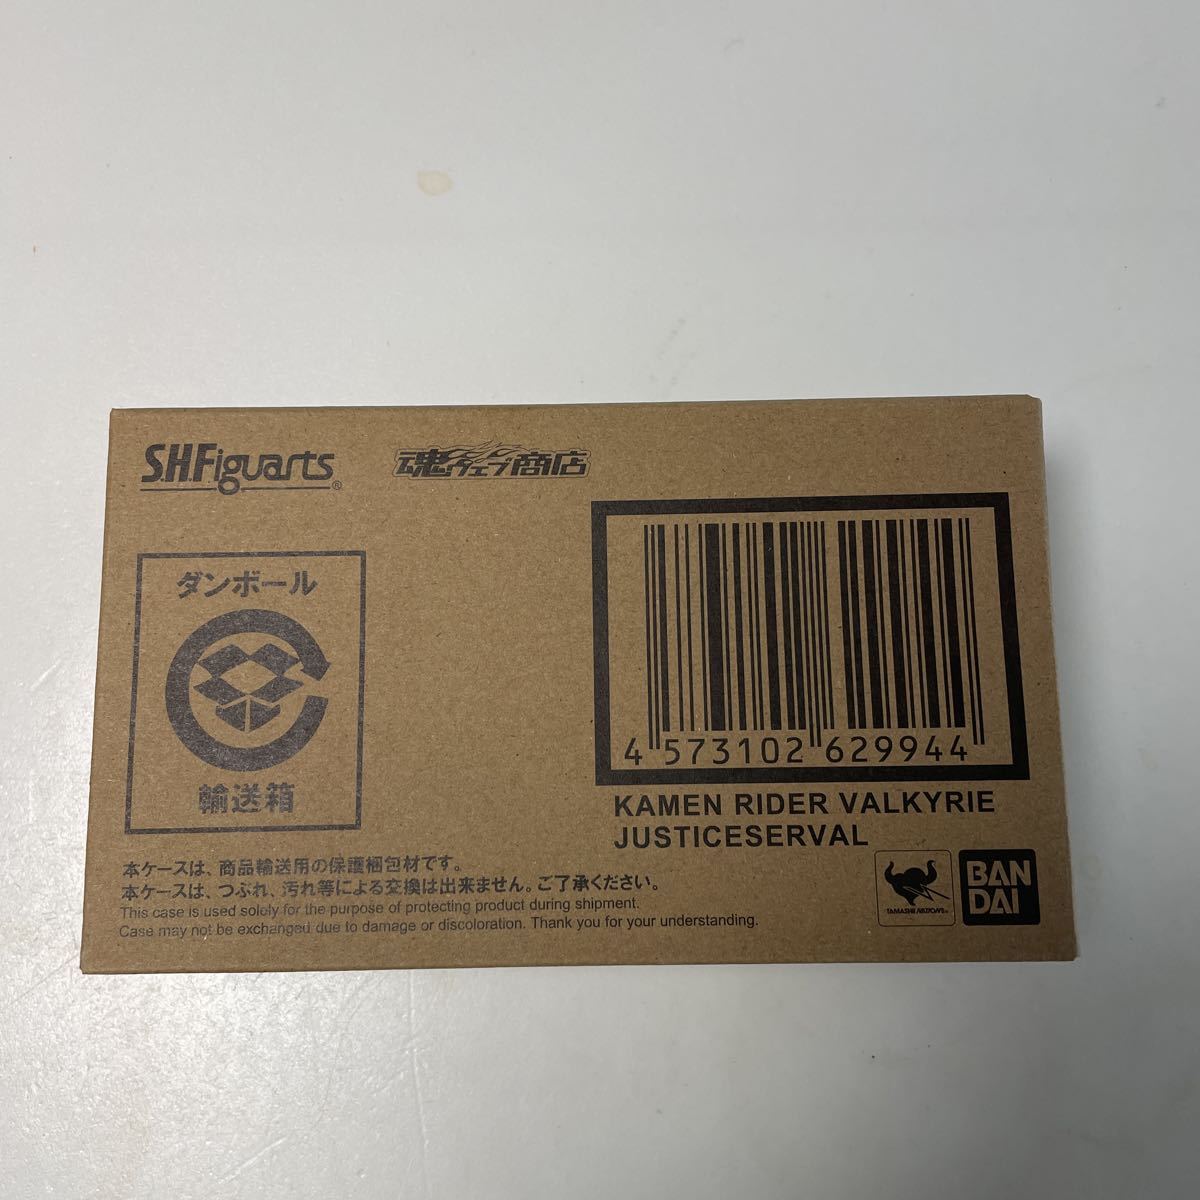 S.H.Figuarts®
魂ウェブ商店
ダンボール
輸送箱
4 573102 629944
KAMEN RIDER VALKYRIE
JUSTICESERVAL
本ケースは、商品輸送用の保護梱包材です。
本ケースは、つぶれ、汚れ等による交換は出来ません。ご了承ください。
This case is used solely for the purpose of protecting product during shipment.
Case may not be exchanged due to damage or discoloration. Thank you for your understanding.
TAMASHII NATIONS
BAN
DAI